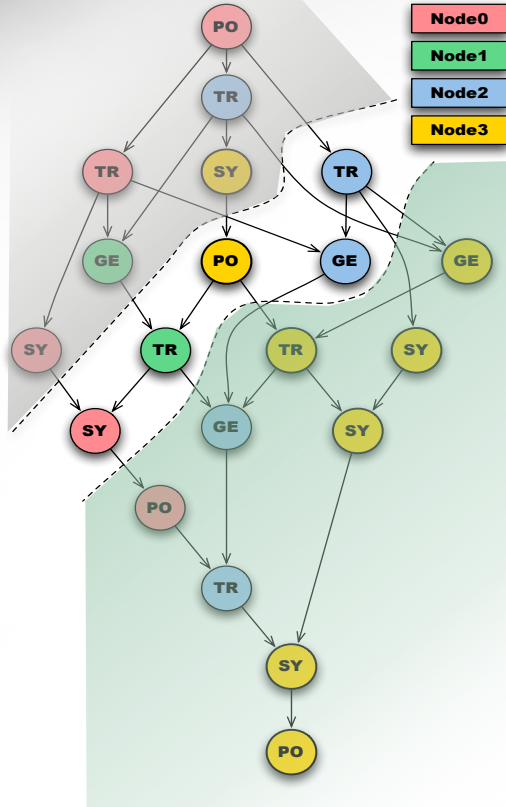 Node0
PO
Node1
TR
Node2
Node3
TR SY TR
GE PO GE GE
SY TR TR SY
SY GE SY
PO
TR
SY
PO